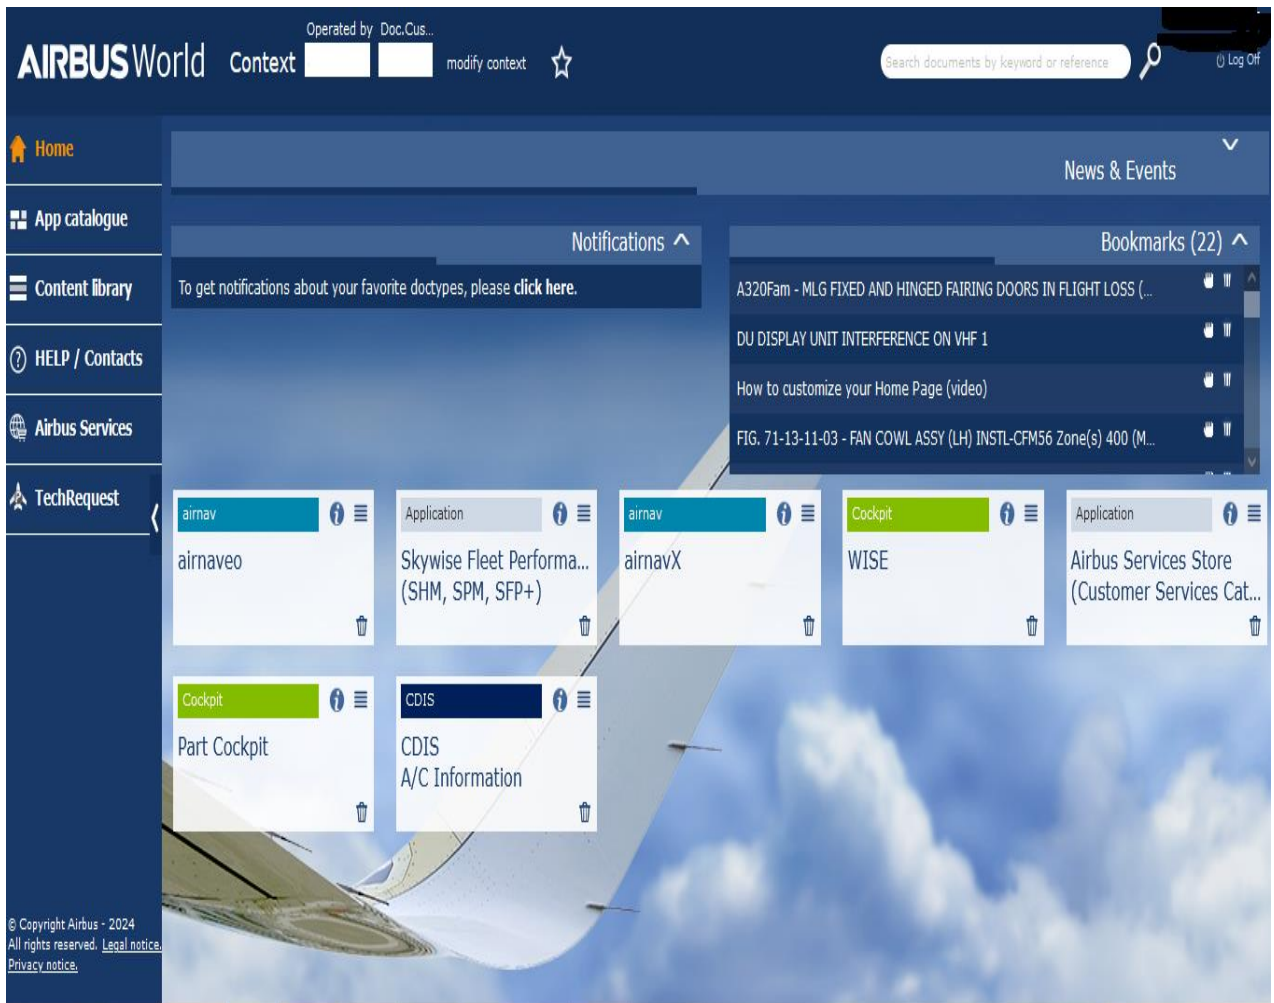 Operated by Doc.Cus...
AIRBUS World Context modify context
Search documents by keyword or reference
Log Off
Home
News & Events
App catalogue
Notifications
Bookmarks (22)
Content library
To get notifications about your favorite doctypes, please click here.
A320Fam - MLG FIXED AND HINGED FAIRING DOORS IN FLIGHT LOSS (...
DU DISPLAY UNIT INTERFERENCE ON VHF 1
How to customize your Home Page (video)
FIG. 71-13-11-03 - FAN COWL ASSY (LH) INSTL-CFM56 Zone(s) 400 (M...
HELP / Contacts
Airbus Services
TechRequest
airnav
airnaveo
Application
Skywise Fleet Performa...
(SHM, SPM, SFP+)
airnav
airnavX
Cockpit
WISE
Application
Airbus Services Store
(Customer Services Cat...
Cockpit
Part Cockpit
CDIS
CDIS
A/C Information
© Copyright Airbus - 2024
All rights reserved. Legal notice.
Privacy notice.